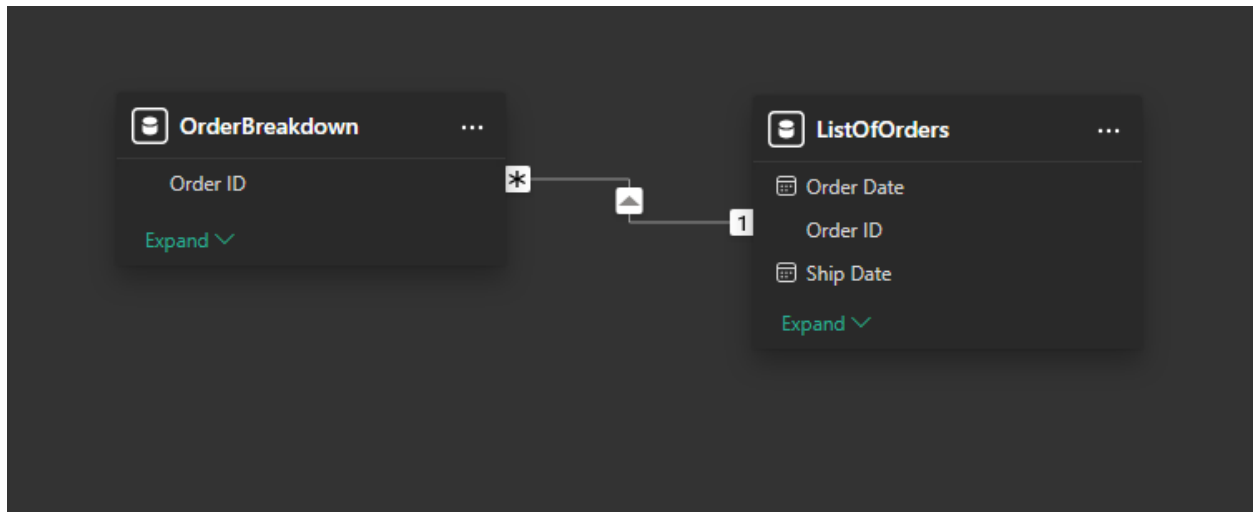 OrderBreakdown ...
Order ID
Expand
* 
1
ListOfOrders ...
Order Date
Order ID
Ship Date
Expand